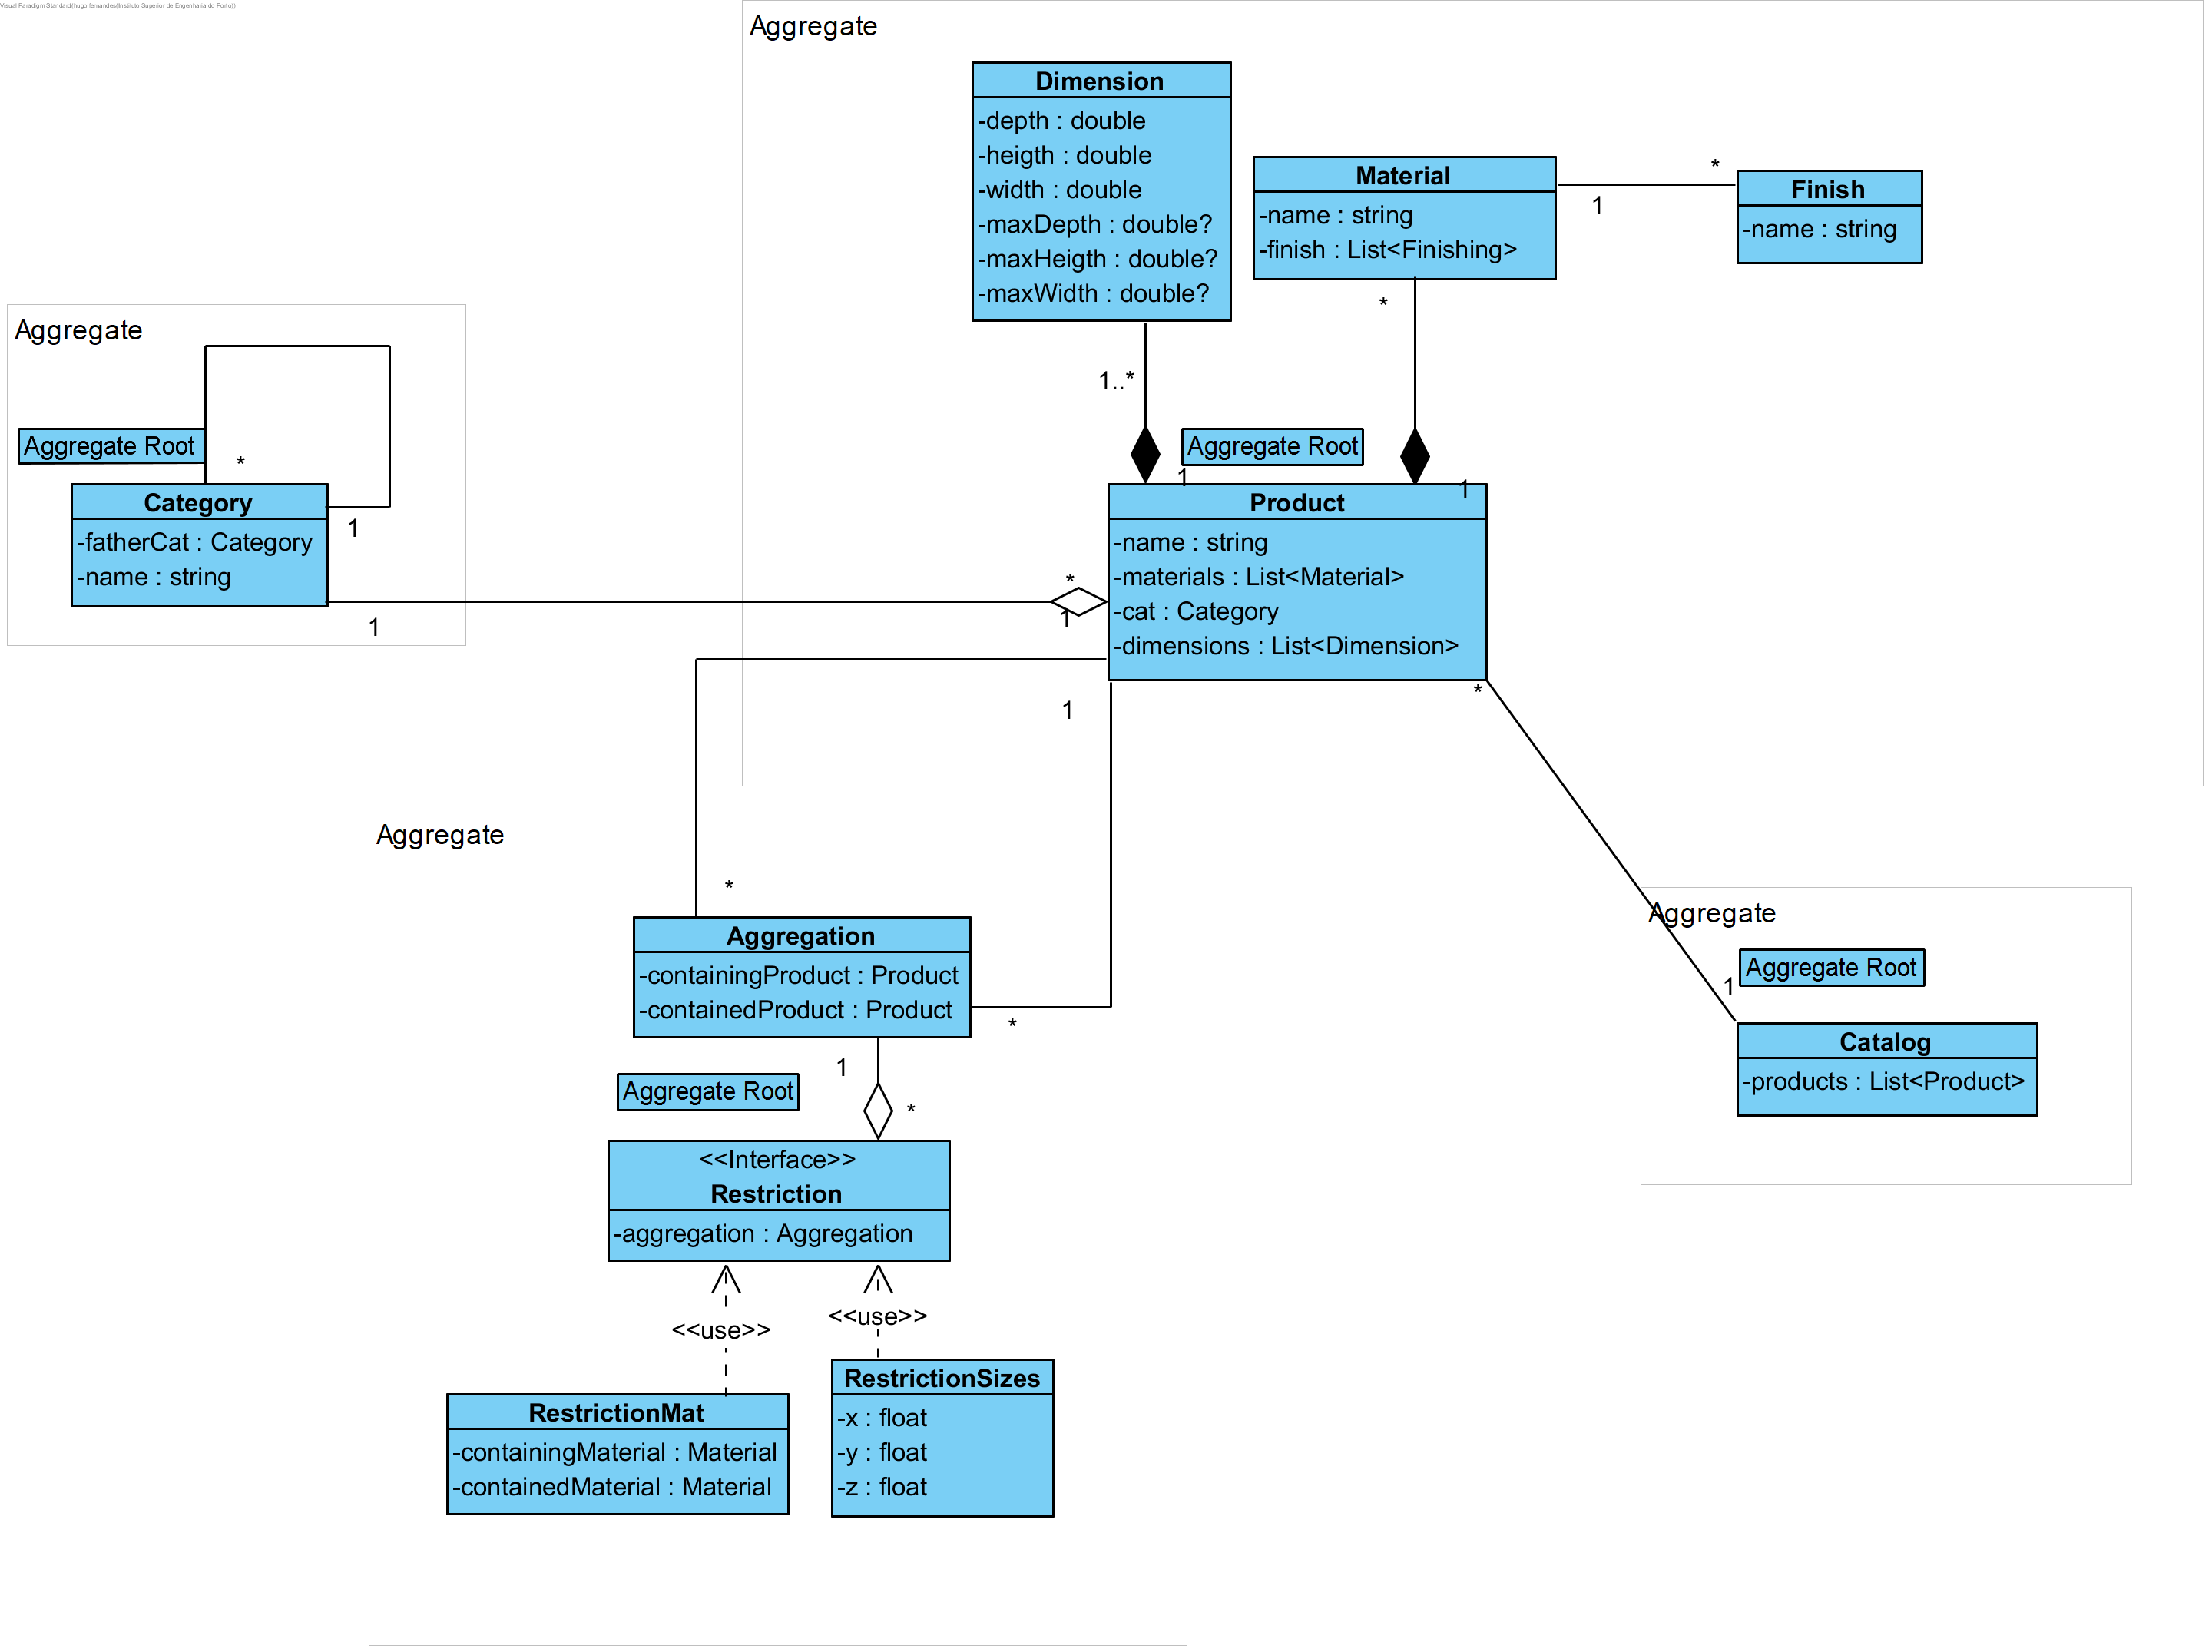 Visual Paradigm Standard(hugo fernandes(Instituto Superior de Engenharia do Porto))
Aggregate
Dimension
-depth : double
-heigth : double
-width : double
-maxDepth : double?
-maxHeigth : double?
-maxWidth : double?
Material
-name : string
-finish : List<Finishing>
1
*
Finish
-name : string
*
1..*
Aggregate Root
1
1
Product
-name : string
-materials : List<Material>
-cat : Category
-dimensions : List<Dimension>
*
1
1
*
Aggregate
Aggregate Root
*
Category
-fatherCat : Category
-name : string
1
1
Aggregate
*
Aggregation
-containingProduct : Product
-containedProduct : Product
*
1
Aggregate Root
*
<<Interface>>
Restriction
-aggregation : Aggregation
<<use>>
<<use>>
RestrictionMat
-containingMaterial : Material
-containedMaterial : Material
RestrictionSizes
-x : float
-y : float
-z : float
Aggregate
Aggregate Root
1
Catalog
-products : List<Product>